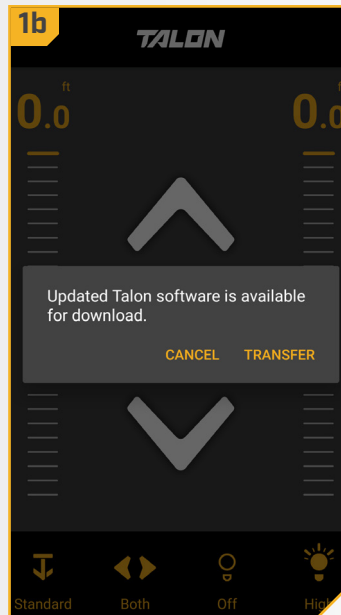 1b
TALON
ft
0.0
0.0
Updated Talon software is available
for download.
CANCEL TRANSFER
Standard Both Off High